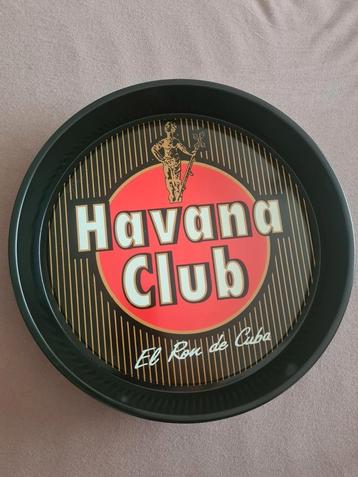 Havana
Club
El Ron de Cuba